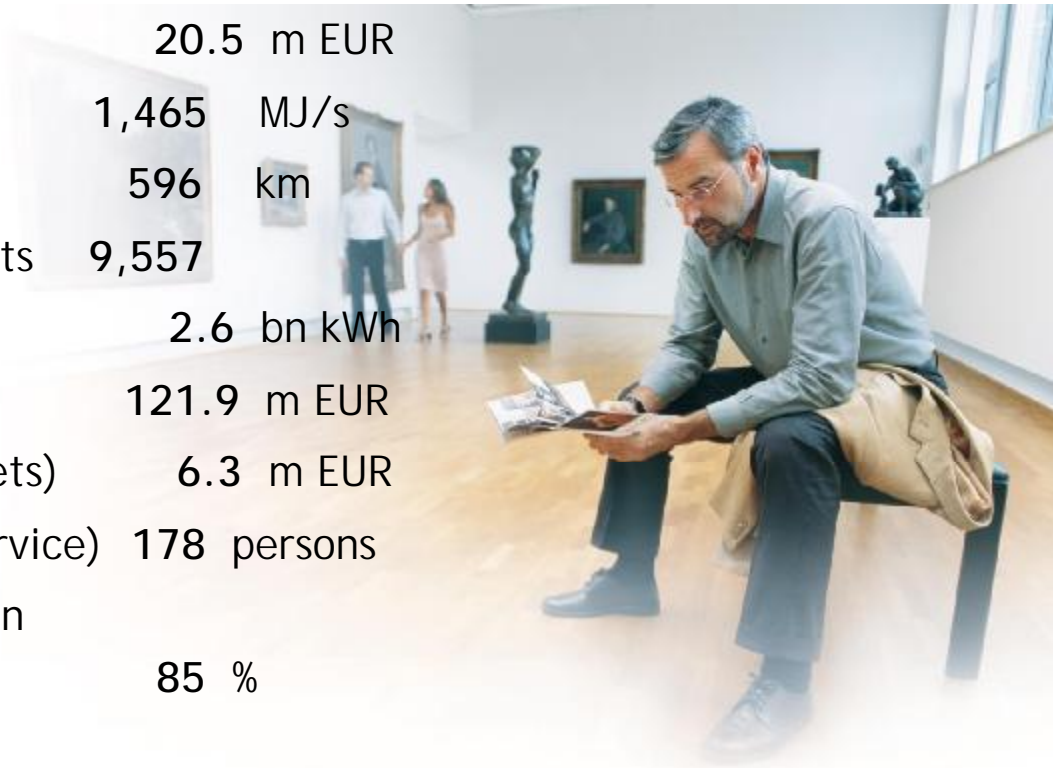 20.5 m EUR
1,465 MJ/s
596 km
ts 9,557
2.6 bn kWh
121.9 m EUR
ets) 6.3 m EUR
rvice) 178 persons
n
85 %